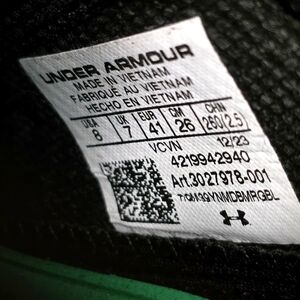 UNDER ARMOUR
MADE IN VIETNAM
FABRIQUÉ AU VIETNAM
HECHO EN VIETNAM
USA UK EUR CM CHN
8 7 41 26 260(2.5)
VCVN 12/23
4219942940
Art.3027978-001